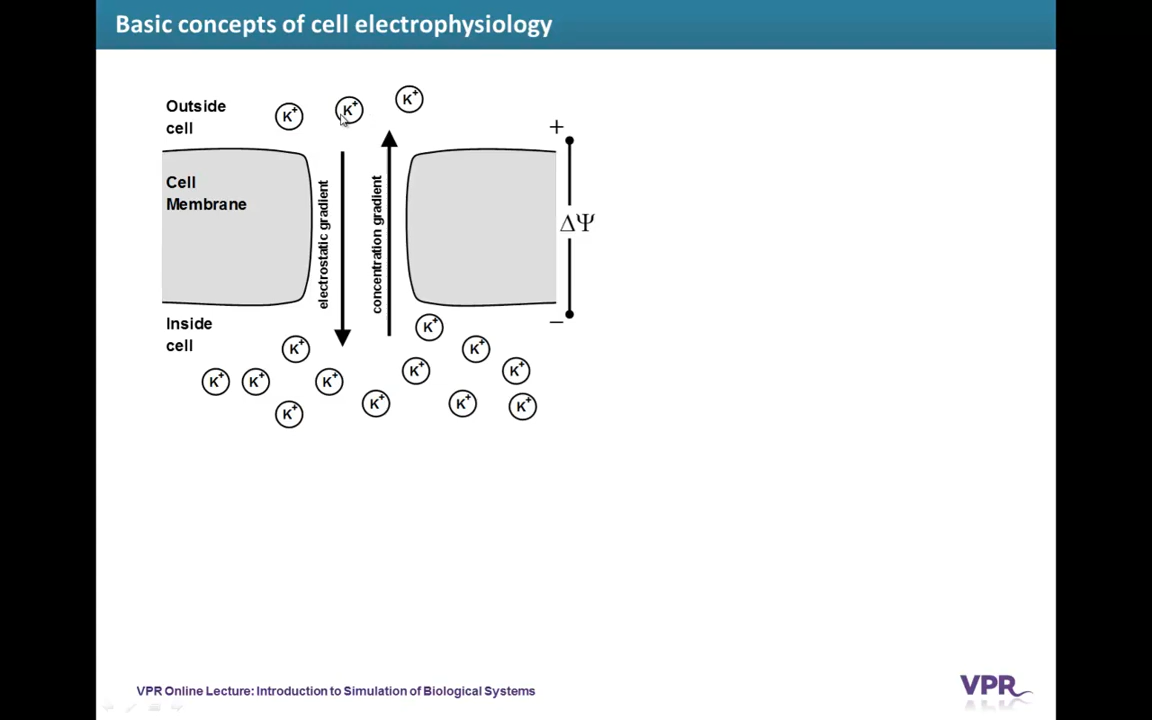 Basic concepts of cell electrophysiology
Outside
cell
K+
K+
K+
+
Cell
Membrane
electrostatic gradient
concentration gradient
ΔΨ
Inside
cell
−
K+
K+
K+
K+
K+
K+
K+
K+
K+
K+
K+
K+
VPR Online Lecture: Introduction to Simulation of Biological Systems
VPR